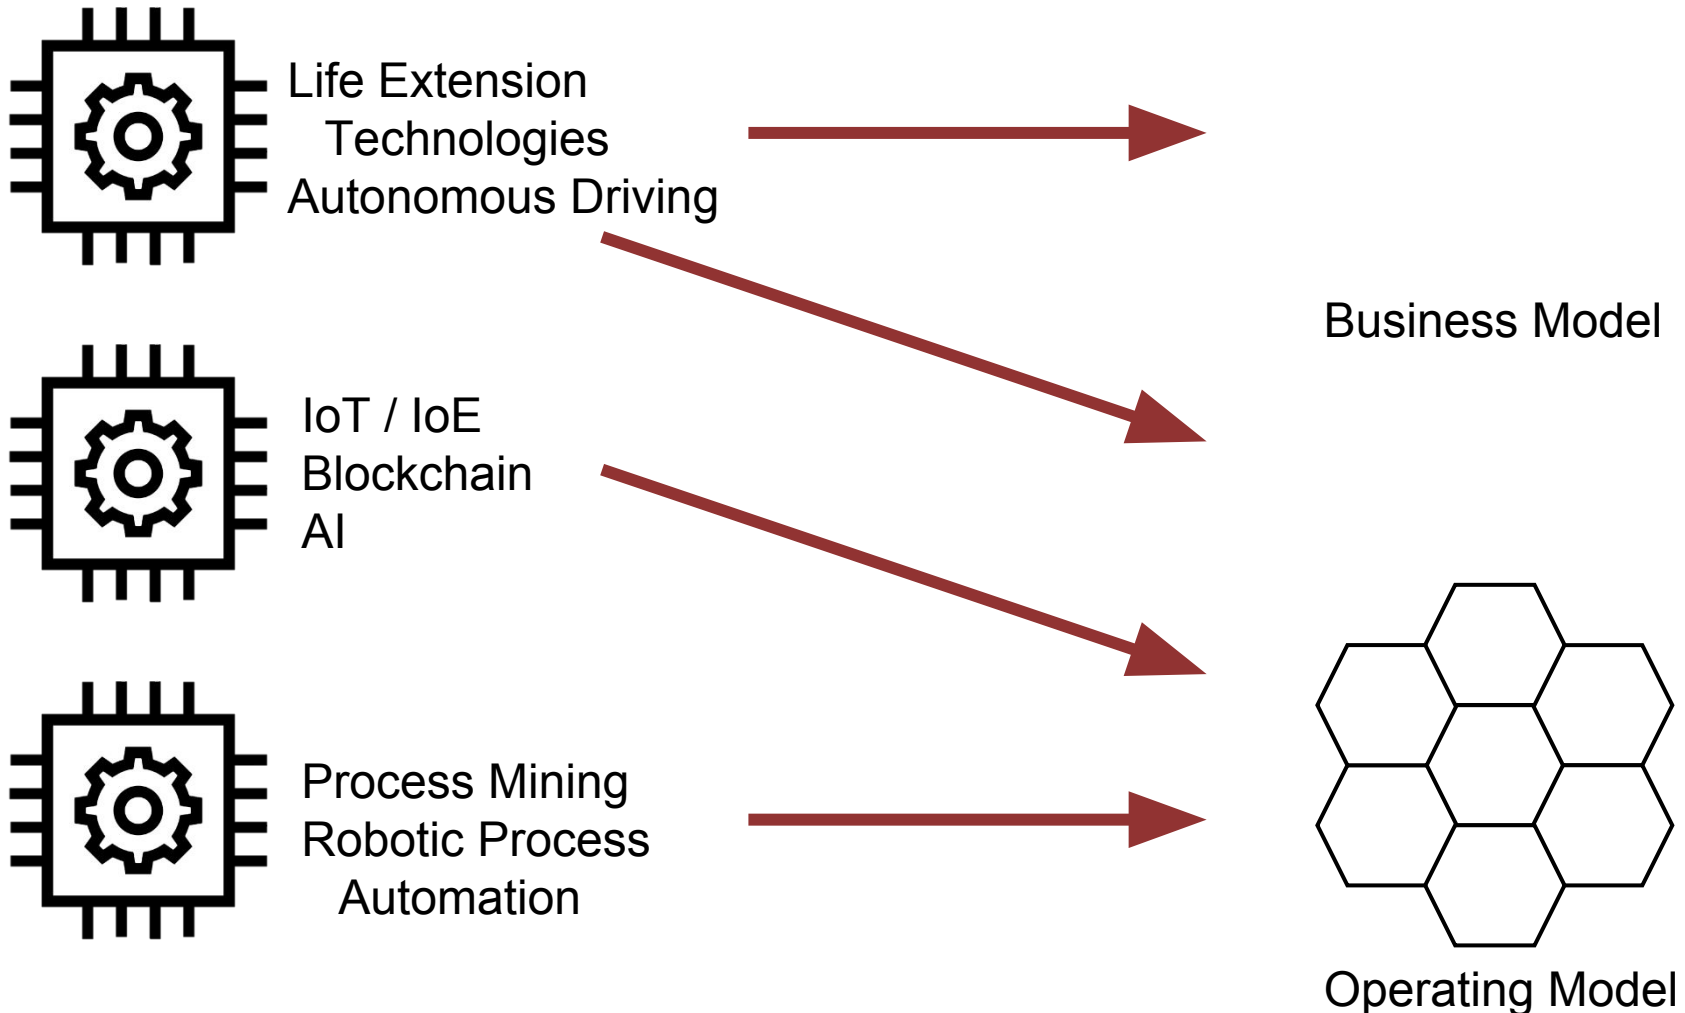 Life Extension
Technologies
Autonomous Driving
Business Model
IoT / IoE
Blockchain
AI
Process Mining
Robotic Process
Automation
Operating Model